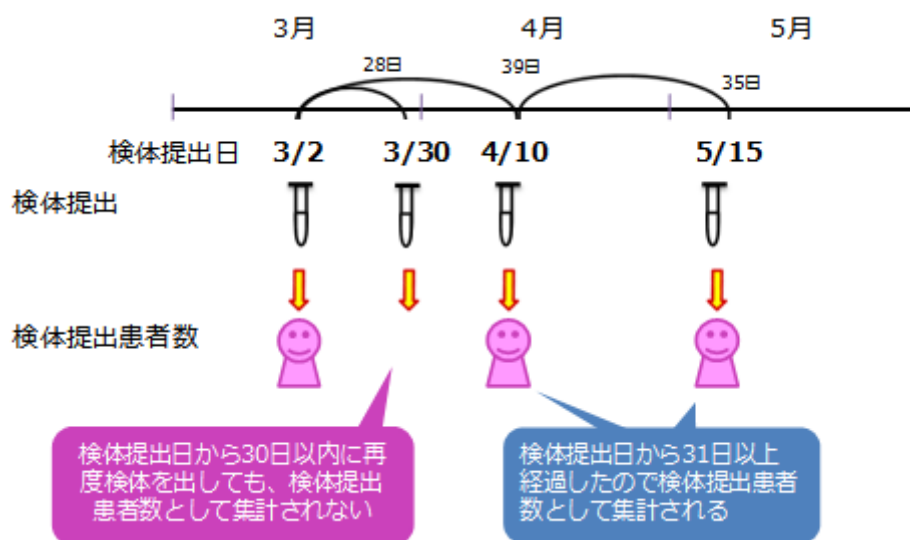 3月 4月 5月
28日 39日 35日
検体提出日 3/2 3/30 4/10 5/15
検体提出
検体提出患者数
検体提出日から30日以内に再
度検体を出しても、検体提出
患者数として集計されない
検体提出日から31日以上
経過したので検体提出患者
数として集計される